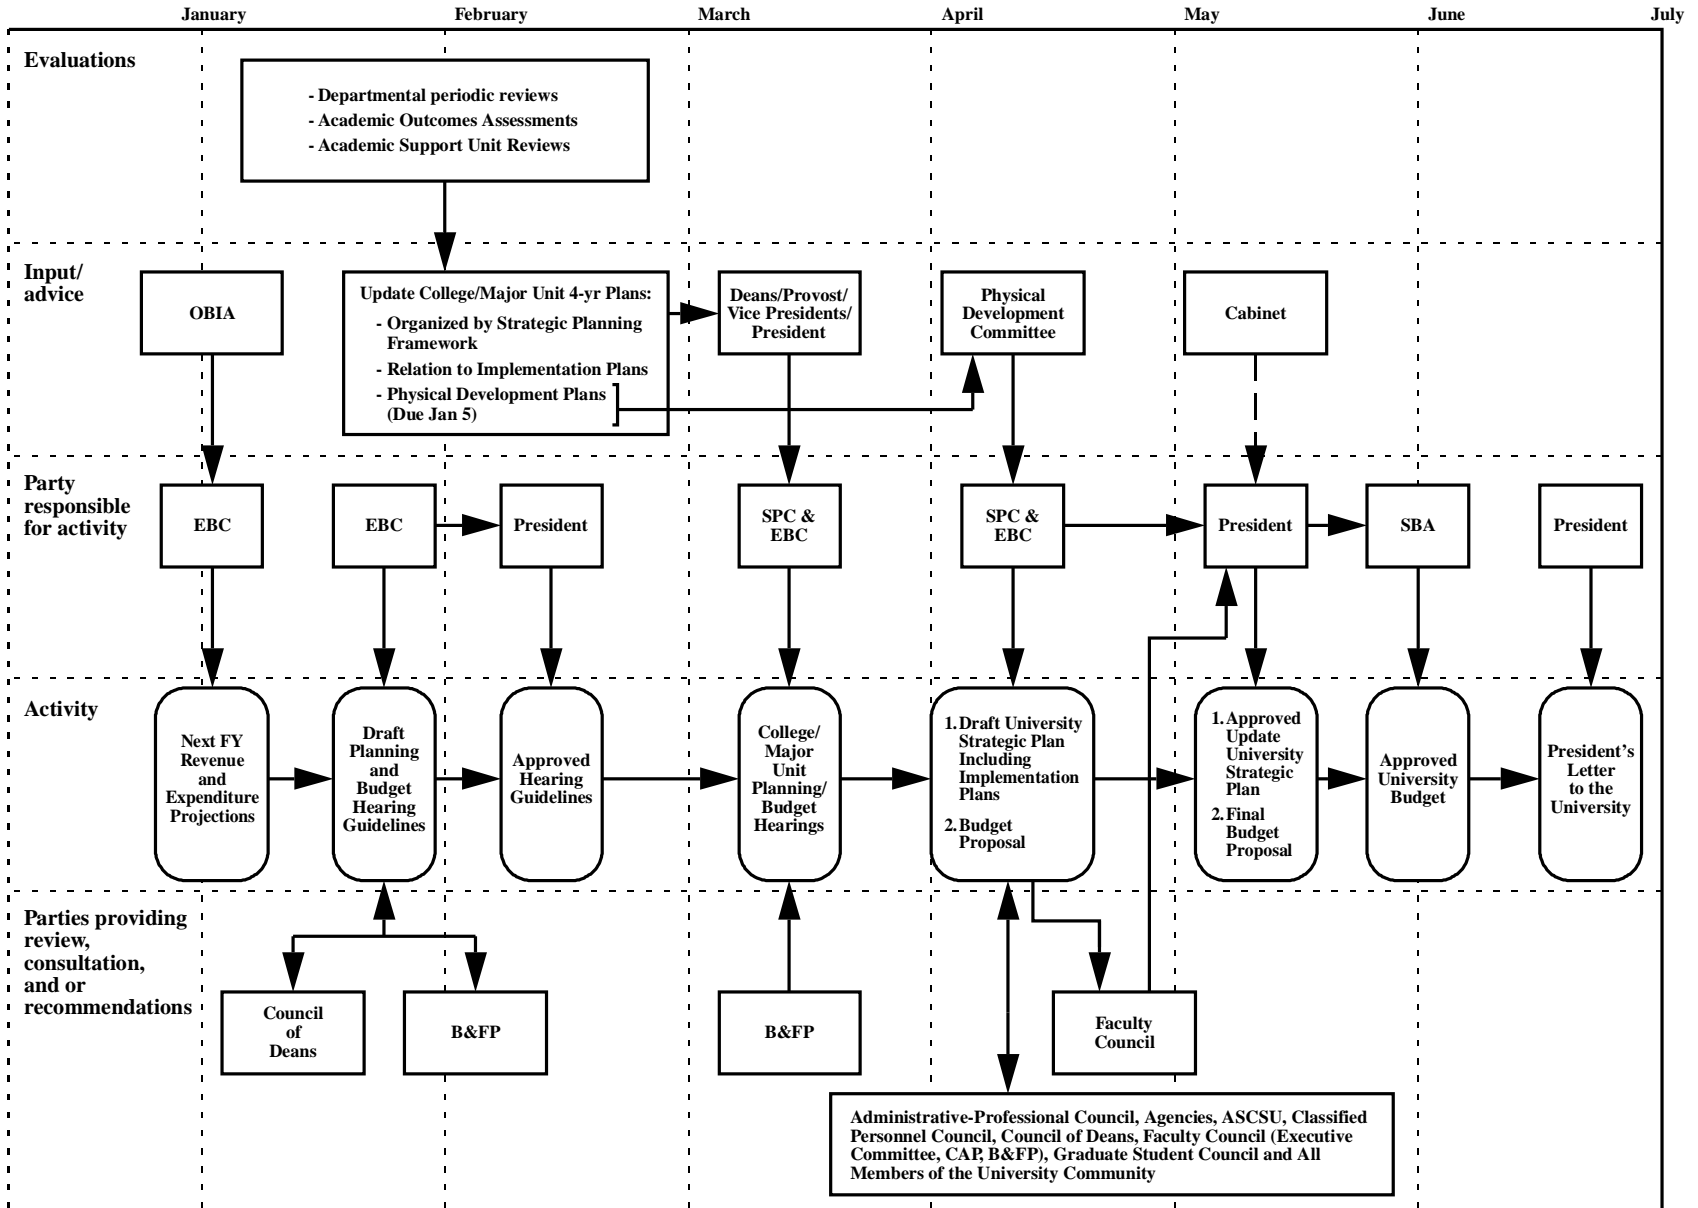 January
February
March
April
May
June
July
Evaluations
- Departmental periodic reviews
- Academic Outcomes Assessments
- Academic Support Unit Reviews
Input/
advice
OBIA
Update College/Major Unit 4-yr Plans:
- Organized by Strategic Planning
Framework
- Relation to Implementation Plans
- Physical Development Plans
(Due Jan 5)
Deans/Provost/
Vice Presidents/
President
Physical
Development
Committee
Cabinet
Party
responsible
for activity
EBC
EBC
President
SPC &
EBC
SPC &
EBC
President
SBA
President
Activity
Next FY
Revenue
and
Expenditure
Projections
Draft
Planning
and
Budget
Hearing
Guidelines
Approved
Hearing
Guidelines
College/
Major
Unit
Planning/
Budget
Hearings
1. Draft University
Strategic Plan
Including
Implementation
Plans
2. Budget
Proposal
1. Approved
Update
University
Strategic
Plan
2. Final
Budget
Proposal
Approved
University
Budget
President's
Letter
to the
University
Parties providing
review,
consultation,
and or
recommendations
Council
of
Deans
B&FP
B&FP
Faculty
Council
Administrative-Professional Council, Agencies, ASCSU, Classified
Personnel Council, Council of Deans, Faculty Council (Executive
Committee, CAP, B&FP), Graduate Student Council and All
Members of the University Community